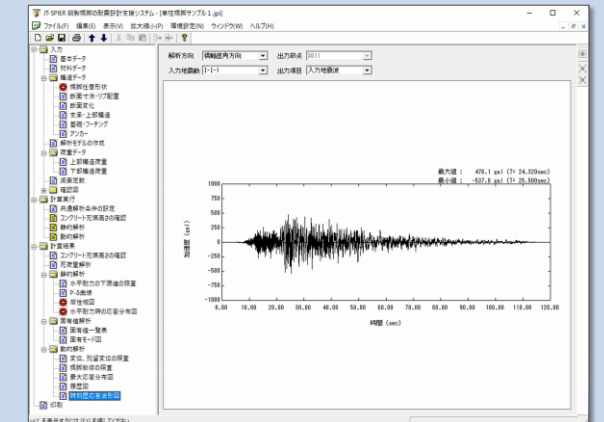 JT-SPIER 鋼製橋脚の耐震設計支援システム - [単柱橋脚サンプル1.jpi]
ファイル(F) 編集(E) 表示(V) 拡大縮小(P) 環境設定(N) ウィンドウ(W) ヘルプ(H)
入力
基本データ
材料データ
構造データ
橋脚任意形状
断面寸法・リブ配置
断面変化
支承・上部構造
基礎・フーチング
アンカー
解析モデルの作成
荷重データ
上部構造荷重
下部構造荷重
減衰定数
確認図
計算実行
共通解析条件の設定
コンクリート充填高さの確認
静的解析
動的解析
計算結果
コンクリート充填高さの確認
死荷重解析
静的解析
水平耐力の下限値の照査
P-δ曲線
塑性域図
水平耐力時の応答分布図
固有値解析
固有値一覧表
固有モード図
動的解析
変位、残留変位の照査
橋脚躯体の照査
最大応答分布図
履歴図
時刻歴応答波形図
印刷
解析方向 橋軸直角方向 出力節点 S011
入力地震動 I-I-1 出力項目 入力地震波
最大値 : 478.1 gal (T= 24.320sec)
最小値 : -537.8 gal (T= 25.500sec)
1000
750
500
250
0
-250
-500
-750
-1000
加速度 (gal)
0.00 10.00 20.00 30.00 40.00 50.00 60.00 70.00 80.00 90.00 100.00 110.00 120.00
時間 (sec)